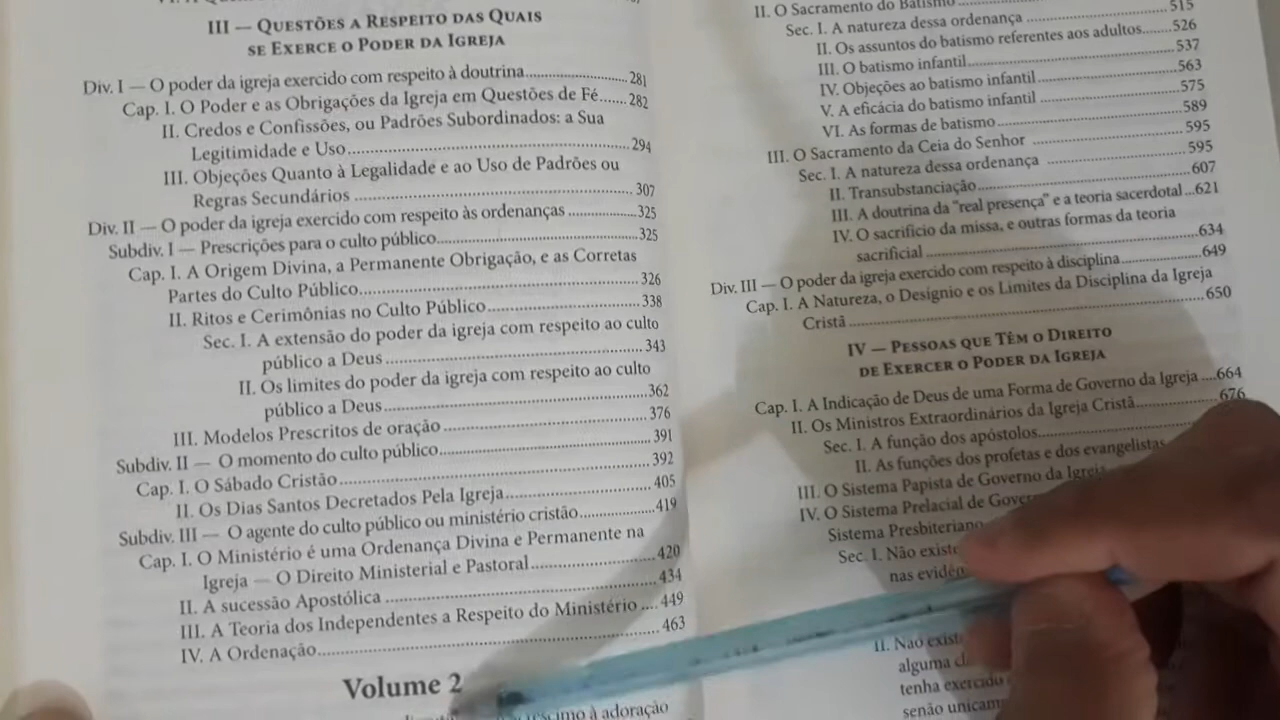 III — Questões a Respeito das Quais
se Exerce o Poder da Igreja
Div. I — O poder da igreja exercido com respeito à doutrina..............................281
Cap. I. O Poder e as Obrigações da Igreja em Questões de Fé.......282
II. Credos e Confissões, ou Padrões Subordinados: a Sua
Legitimidade e Uso..............................294
III. Objeções Quanto à Legalidade e ao Uso de Padrões ou
Regras Secundários ..............................307
Div. II — O poder da igreja exercido com respeito às ordenanças ....................325
Subdiv. I — Prescrições para o culto público..............................325
Cap. I. A Origem Divina, a Permanente Obrigação, e as Corretas
Partes do Culto Público..............................326
II. Ritos e Cerimônias no Culto Público..............................338
Sec. I. A extensão do poder da igreja com respeito ao culto
público a Deus ..............................343
II. Os limites do poder da igreja com respeito ao culto
público a Deus..............................362
III. Modelos Prescritos de oração ..............................376
Subdiv. II — O momento do culto público..............................391
Cap. I. O Sábado Cristão..............................392
II. Os Dias Santos Decretados Pela Igreja..............................405
Subdiv. III — O agente do culto público ou ministério cristão....................419
Cap. I. O Ministério é uma Ordenança Divina e Permanente na
Igreja — O Direito Ministerial e Pastoral..............................420
II. A sucessão Apostólica ..............................434
III. A Teoria dos Independentes a Respeito do Ministério ....449
IV. A Ordenação..............................463
Volume 2
à adoração
II. O Sacramento do Batismo ..............................515
Sec. I. A natureza dessa ordenança ..............................526
II. Os assuntos do batismo referentes aos adultos........537
III. O batismo infantil..............................563
IV. Objeções ao batismo infantil..............................575
V. A eficácia do batismo infantil ..............................589
VI. As formas de batismo..............................595
III. O Sacramento da Ceia do Senhor ..............................595
Sec. I. A natureza dessa ordenança ..............................607
II. Transubstanciação..............................
III. A doutrina da "real presença" e a teoria sacerdotal ...621
IV. O sacrifício da missa, e outras formas da teoria
sacrificial ..............................634
Div. III — O poder da igreja exercido com respeito à disciplina....................649
Cap. I. A Natureza, o Desígnio e os Limites da Disciplina da Igreja
Cristã ..............................650
IV — Pessoas que Têm o Direito
de Exercer o Poder da Igreja
Cap. I. A Indicação de Deus de uma Forma de Governo da Igreja ....664
II. Os Ministros Extraordinários da Igreja Cristã....................676
Sec. I. A função dos apóstolos..............................
II. As funções dos profetas e dos evangelistas
III. O Sistema Papista de Governo da Igreja
IV. O Sistema Prelacial de
Sistema Presbiteriano
Sec. I. Não
nas
II. Não
alguma
tenha exercido
senão